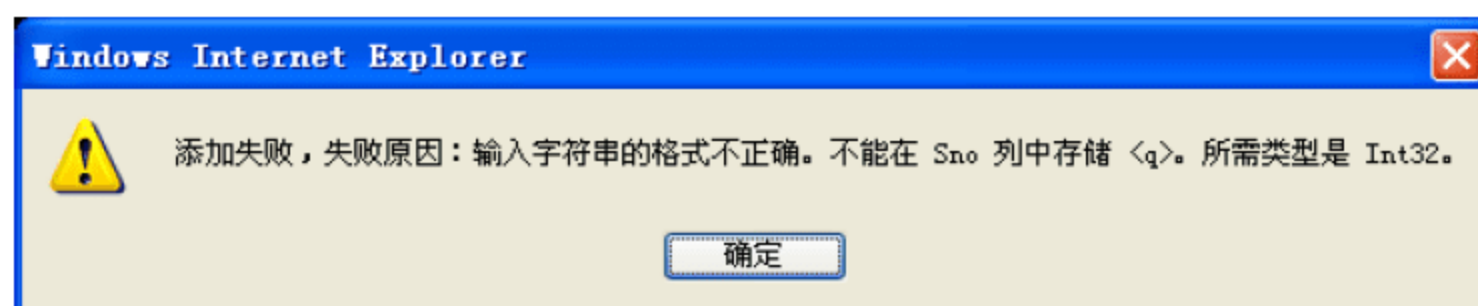 Windows Internet Explorer
添加失败，失败原因：输入字符串的格式不正确。不能在 Sno 列中存储 <q>。所需类型是 Int32。
确定